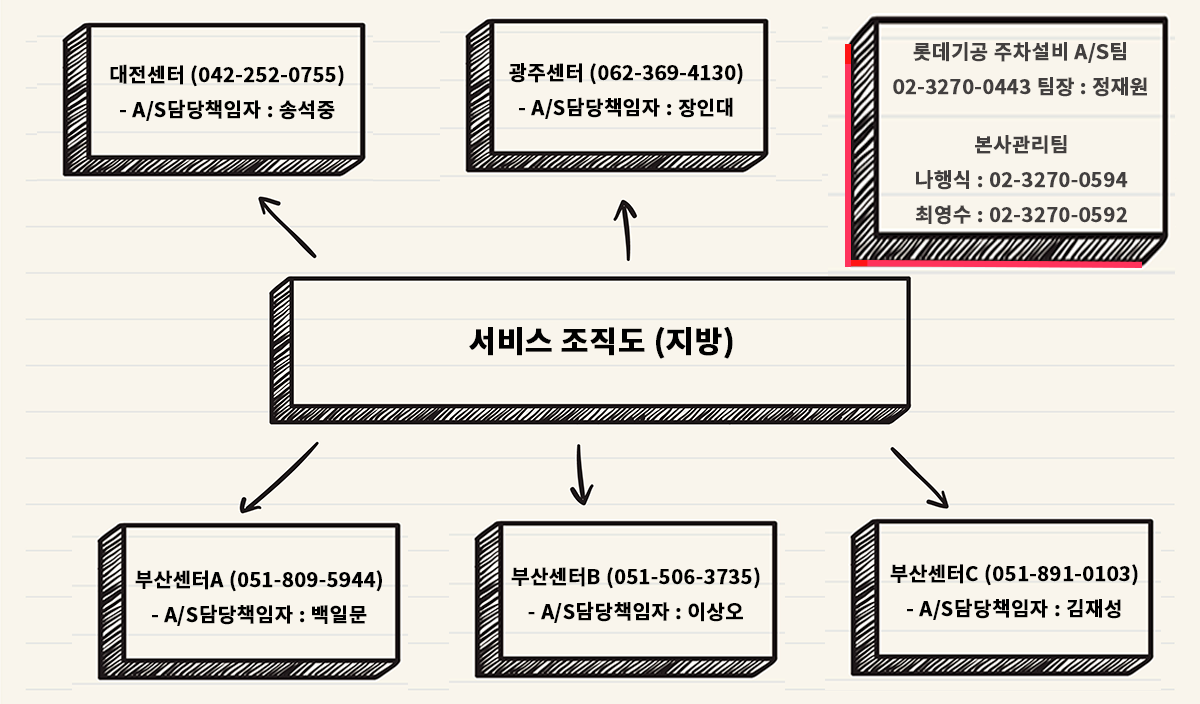 대전센터 (042-252-0755)
- A/S담당책임자 : 송석중
광주센터 (062-369-4130)
- A/S담당책임자 : 장인대
롯데기공 주차설비 A/S팀
02-3270-0443 팀장 : 정재원
본사관리팀
나행식 : 02-3270-0594
최영수 : 02-3270-0592
서비스 조직도 (지방)
부산센터A (051-809-5944)
- A/S담당책임자 : 백일문
부산센터B (051-506-3735)
- A/S담당책임자 : 이상오
부산센터C (051-891-0103)
- A/S담당책임자 : 김재성